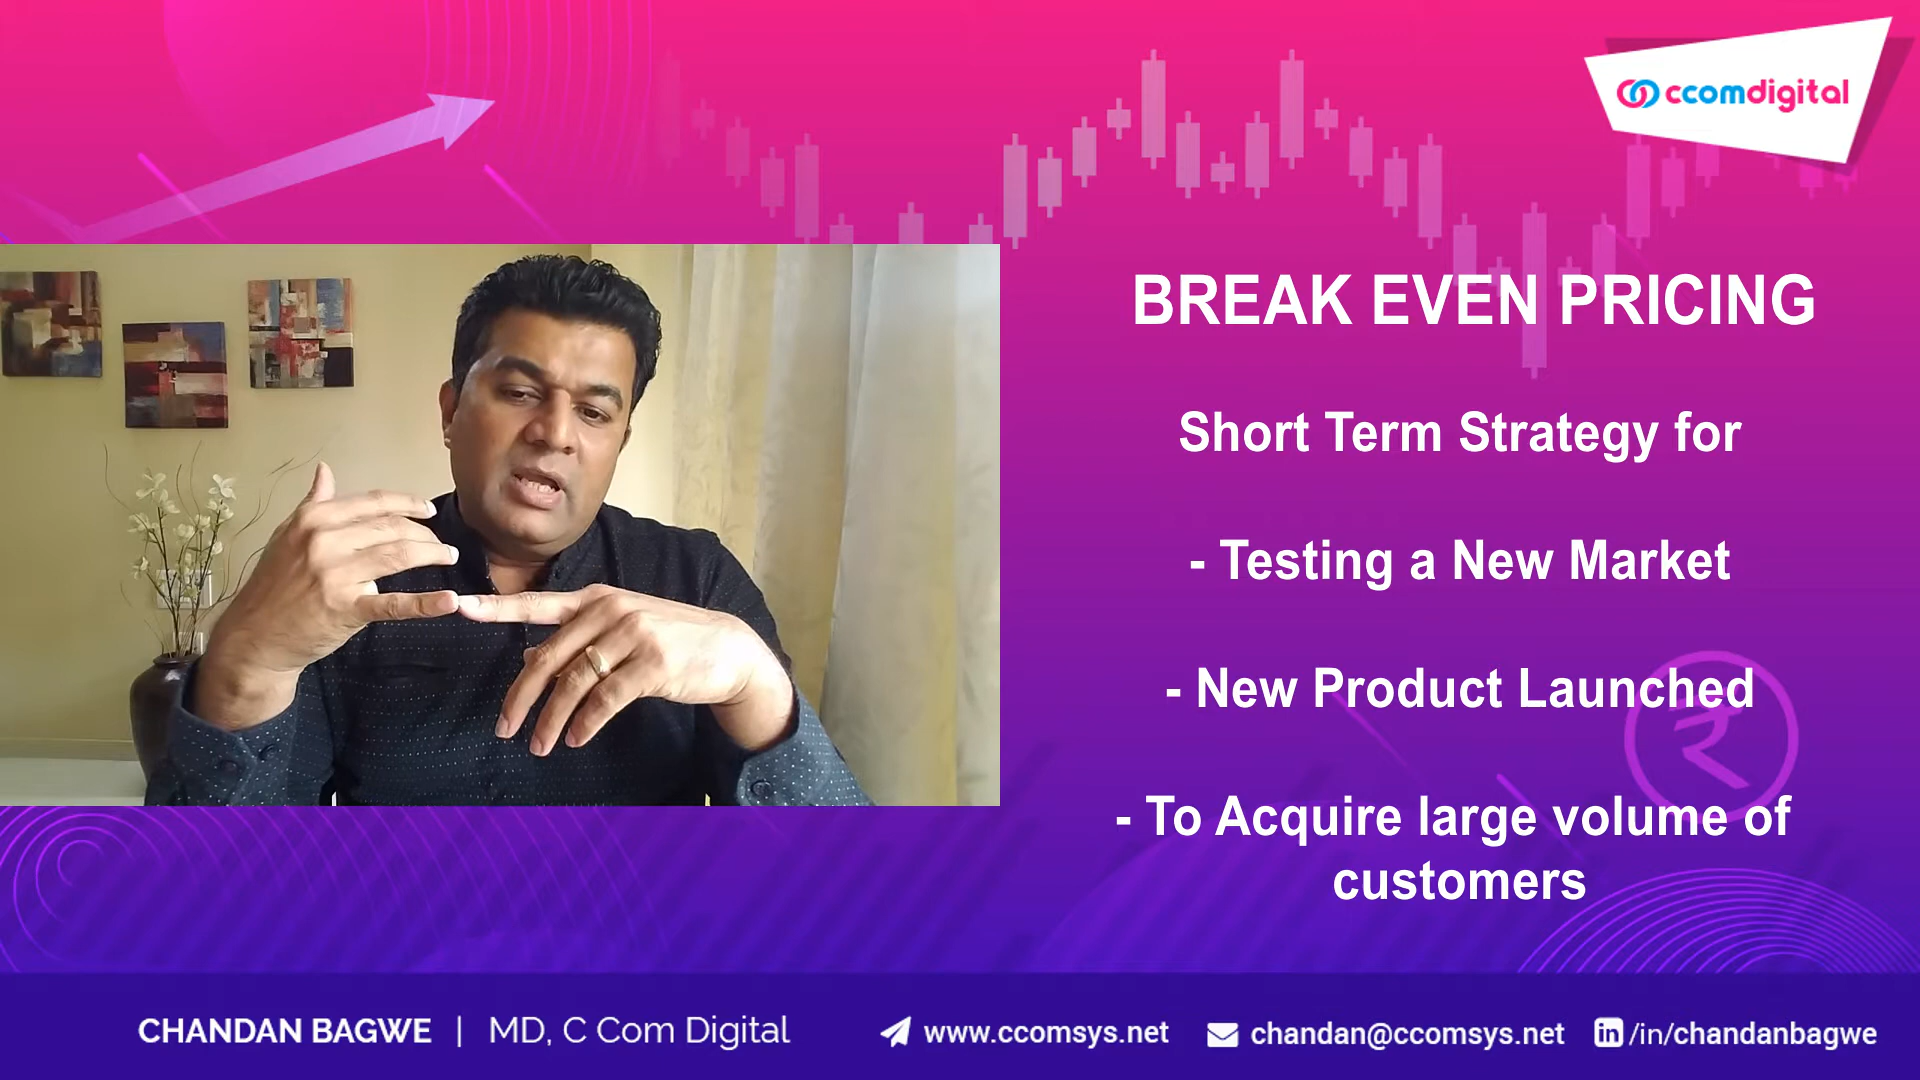 ccomdigital
BREAK EVEN PRICING
Short Term Strategy for
- Testing a New Market
- New Product Launched
- To Acquire large volume of
customers
₹
CHANDAN BAGWE | MD, C Com Digital
www.ccomsys.net
chandan@ccomsys.net
in /in/chandanbagwe